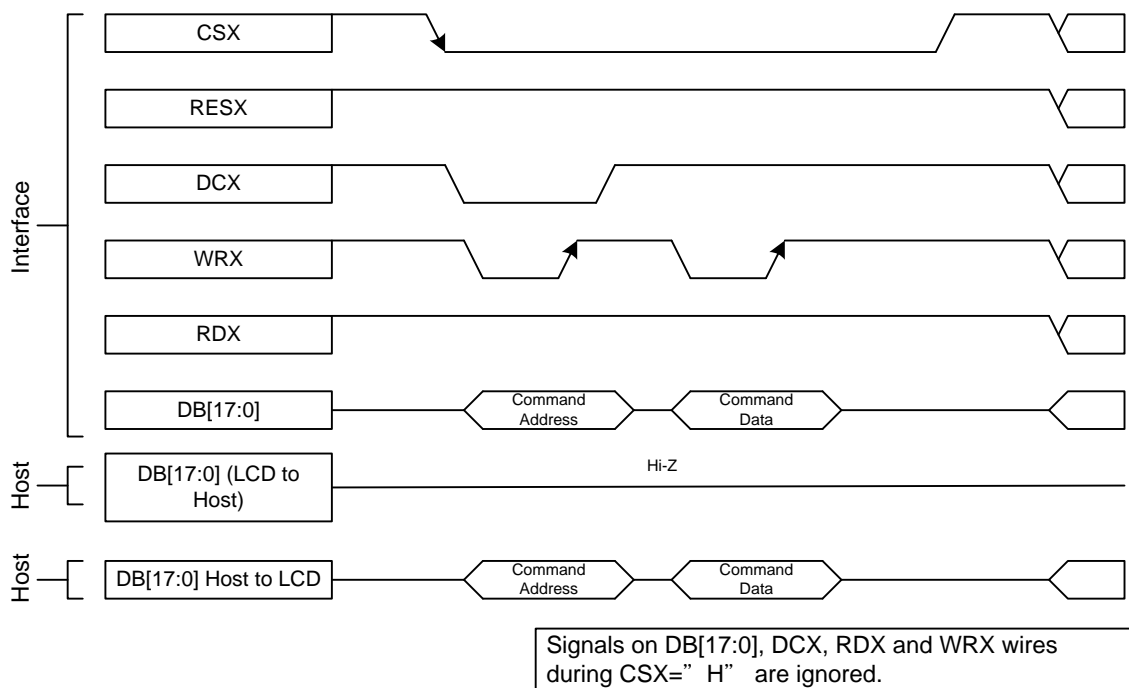 CSX
RESX
DCX
WRX
RDX
DB[17:0]
Command
Address
Command
Data
Interface
DB[17:0] (LCD to
Host)
Hi-Z
Host
DB[17:0] Host to LCD
Command
Address
Command
Data
Host
Signals on DB[17:0], DCX, RDX and WRX wires
during CSX=” H” are ignored.